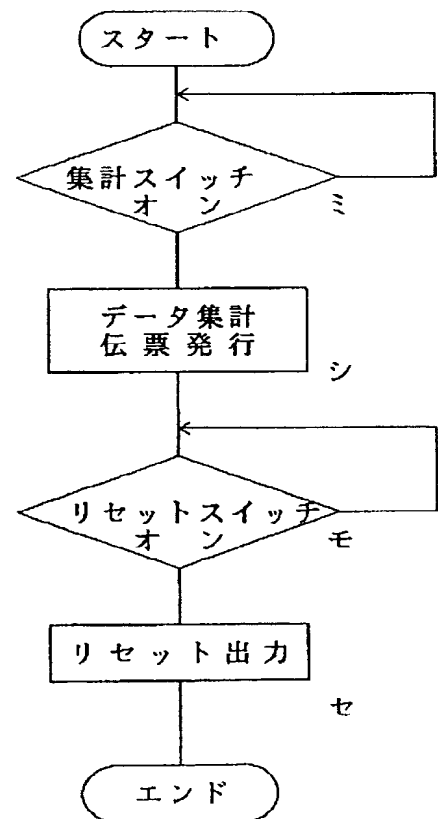 スタート
集計スイッチ
オン
ミ
データ集計
伝票発行
シ
リセットスイッチ
オン
モ
リセット出力
セ
エンド